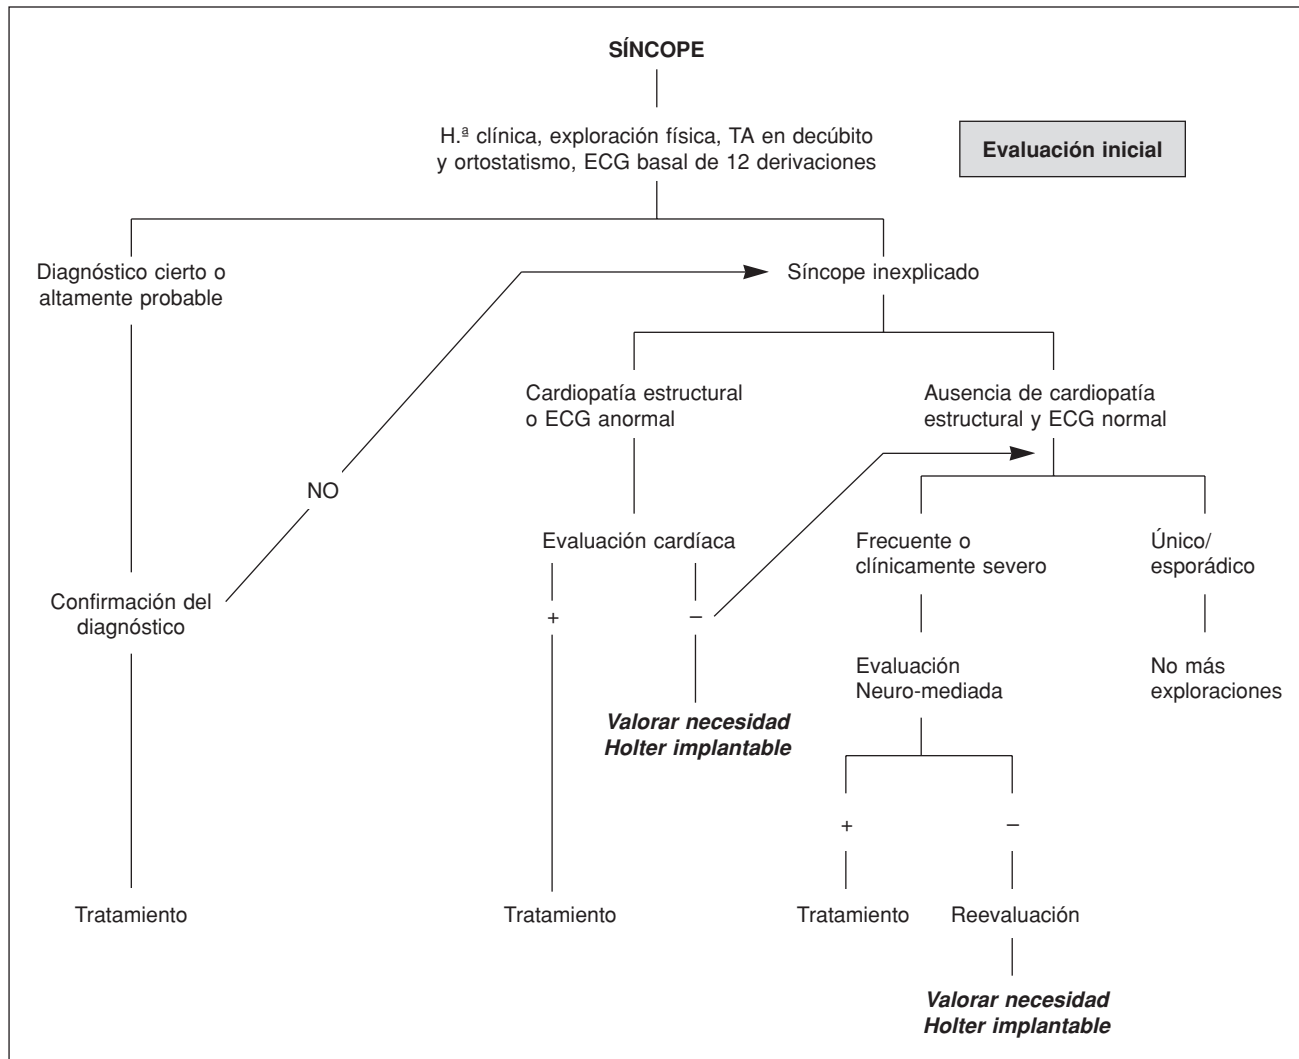 SÍNCOPE
H.ª clínica, exploración física, TA en decúbito
y ortostatismo, ECG basal de 12 derivaciones
Evaluación inicial
Diagnóstico cierto o
altamente probable
Síncope inexplicado
Cardiopatía estructural
o ECG anormal
Ausencia de cardiopatía
estructural y ECG normal
NO
Evaluación cardíaca
Frecuente o
clínicamente severo
Único/
esporádico
Confirmación del
diagnóstico
+
–
Evaluación
Neuro-mediada
No más
exploraciones
Valorar necesidad
Holter implantable
+
–
Tratamiento
Tratamiento
Tratamiento
Reevaluación
Valorar necesidad
Holter implantable